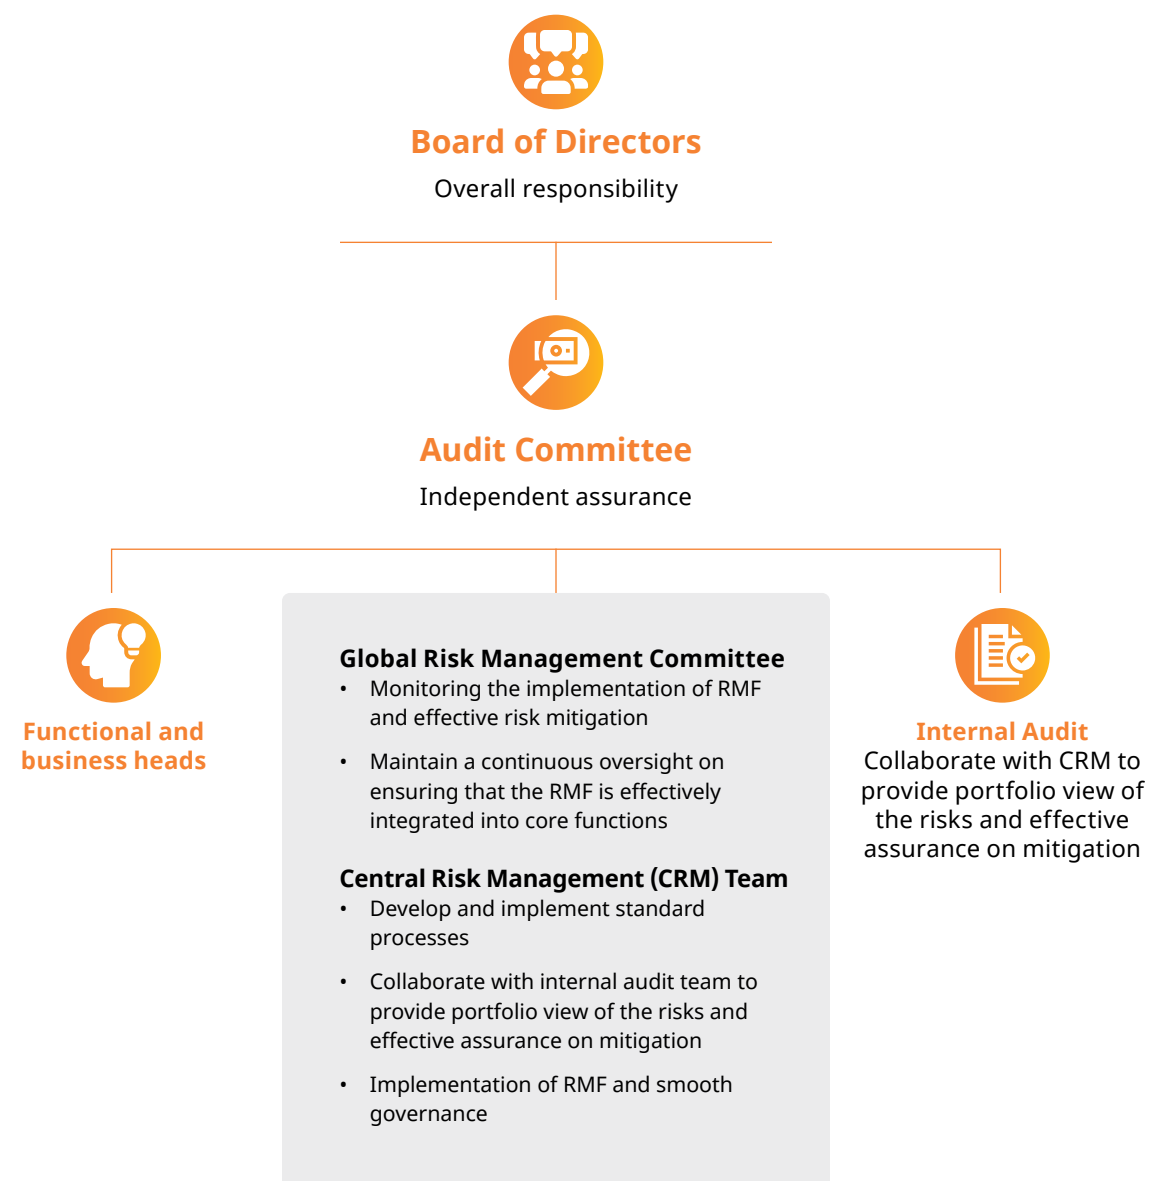 Board of Directors
Overall responsibility
Audit Committee
Independent assurance
Functional and
business heads
Global Risk Management Committee
• Monitoring the implementation of RMF
and effective risk mitigation
• Maintain a continuous oversight on
ensuring that the RMF is effectively
integrated into core functions
Central Risk Management (CRM) Team
• Develop and implement standard
processes
• Collaborate with internal audit team to
provide portfolio view of the risks and
effective assurance on mitigation
• Implementation of RMF and smooth
governance
Internal Audit
Collaborate with CRM to
provide portfolio view of
the risks and effective
assurance on mitigation